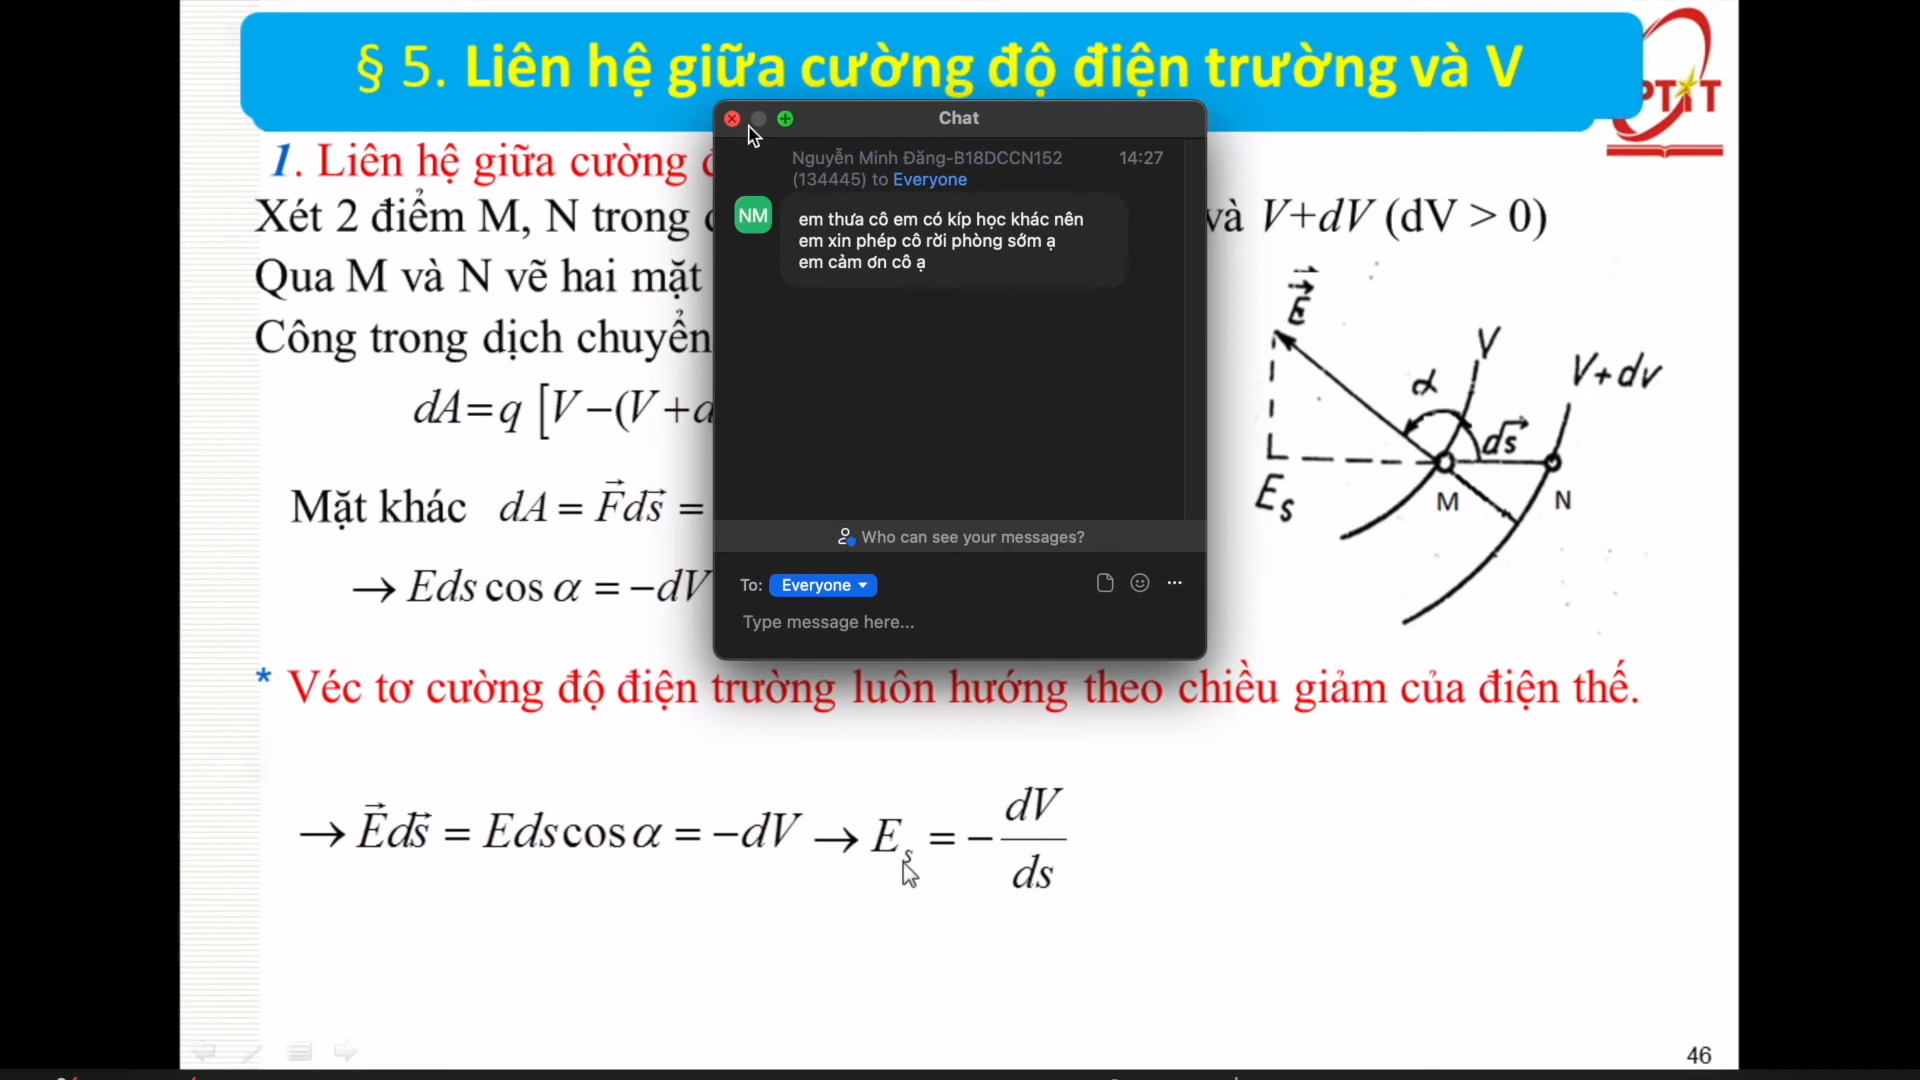 § 5. Liên hệ giữa cường độ điện trường và V
PTIT
1. Liên hệ giữa cường
Xét 2 điểm M, N trong
và V+dV (dV > 0)
Qua M và N vẽ hai mặt
Công trong dịch chuyển
dA=q [V−(V+d
Mặt khác dA = F⃗ds⃗ =
→ Eds cos α = −dV
Chat
Nguyễn Minh Đăng-B18DCCN152
14:27
(134445) to Everyone
NM
em thưa cô em có kíp học khác nên
em xin phép cô rời phòng sớm ạ
em cảm ơn cô ạ
Who can see your messages?
To: Everyone
Type message here...
E⃗
V
V+dv
α
ds⃗
Es
M
N
* Véc tơ cường độ điện trường luôn hướng theo chiều giảm của điện thế.
→ E⃗ds⃗ = Eds cos α = −dV → Es = − dV/ds
46